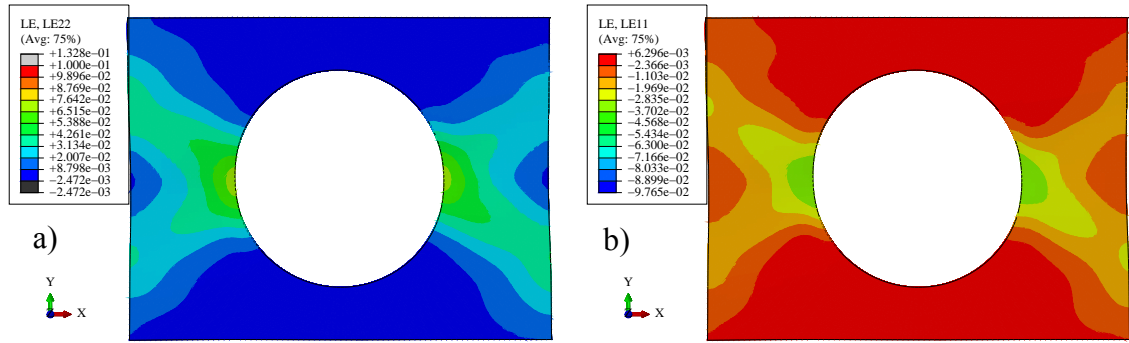 LE, LE22
(Avg: 75%)
+1.328e−01
+1.000e−01
+9.896e−02
+8.769e−02
+7.642e−02
+6.515e−02
+5.388e−02
+4.261e−02
+3.134e−02
+2.007e−02
+8.798e−03
−2.472e−03
−2.472e−03
a)
Y
X
LE, LE11
(Avg: 75%)
+6.296e−03
−2.366e−03
−1.103e−02
−1.969e−02
−2.835e−02
−3.702e−02
−4.568e−02
−5.434e−02
−6.300e−02
−7.166e−02
−8.033e−02
−8.899e−02
−9.765e−02
b)
Y
X